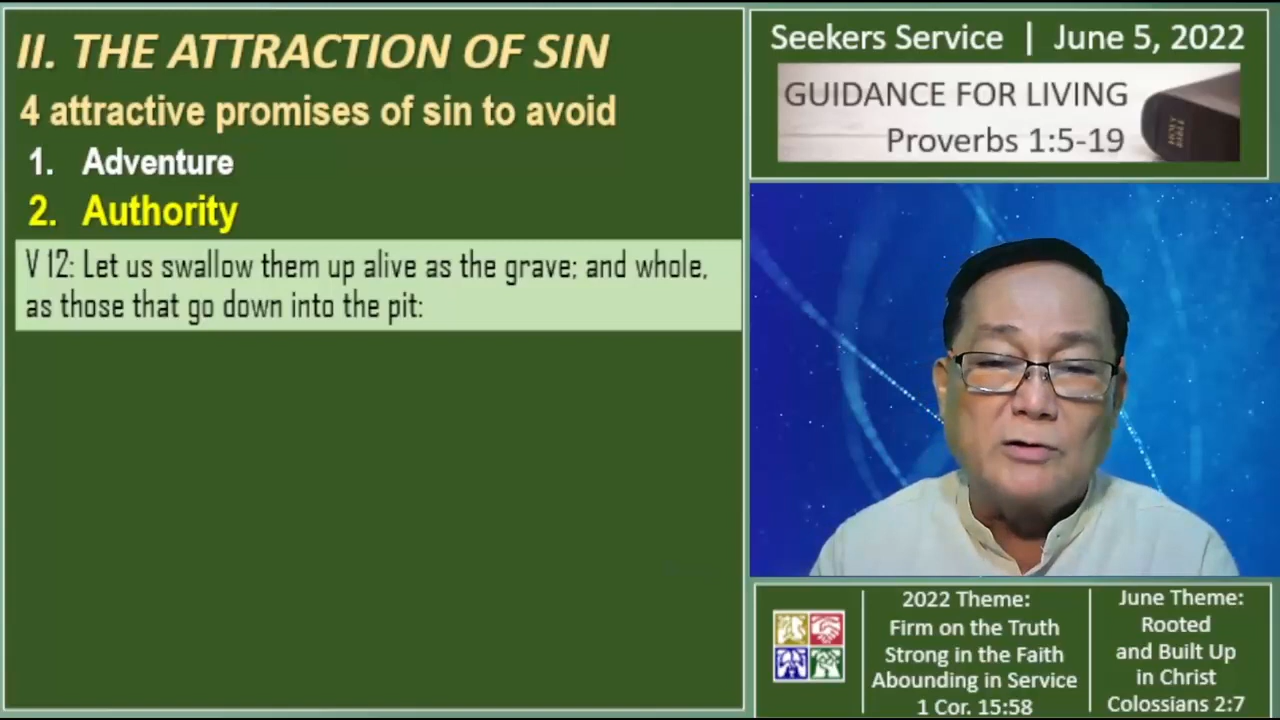 II. THE ATTRACTION OF SIN
4 attractive promises of sin to avoid
1. Adventure
2. Authority
V 12: Let us swallow them up alive as the grave; and whole,
as those that go down into the pit:
Seekers Service | June 5, 2022
GUIDANCE FOR LIVING
Proverbs 1:5-19
2022 Theme:
Firm on the Truth
Strong in the Faith
Abounding in Service
1 Cor. 15:58
June Theme:
Rooted
and Built Up
in Christ
Colossians 2:7